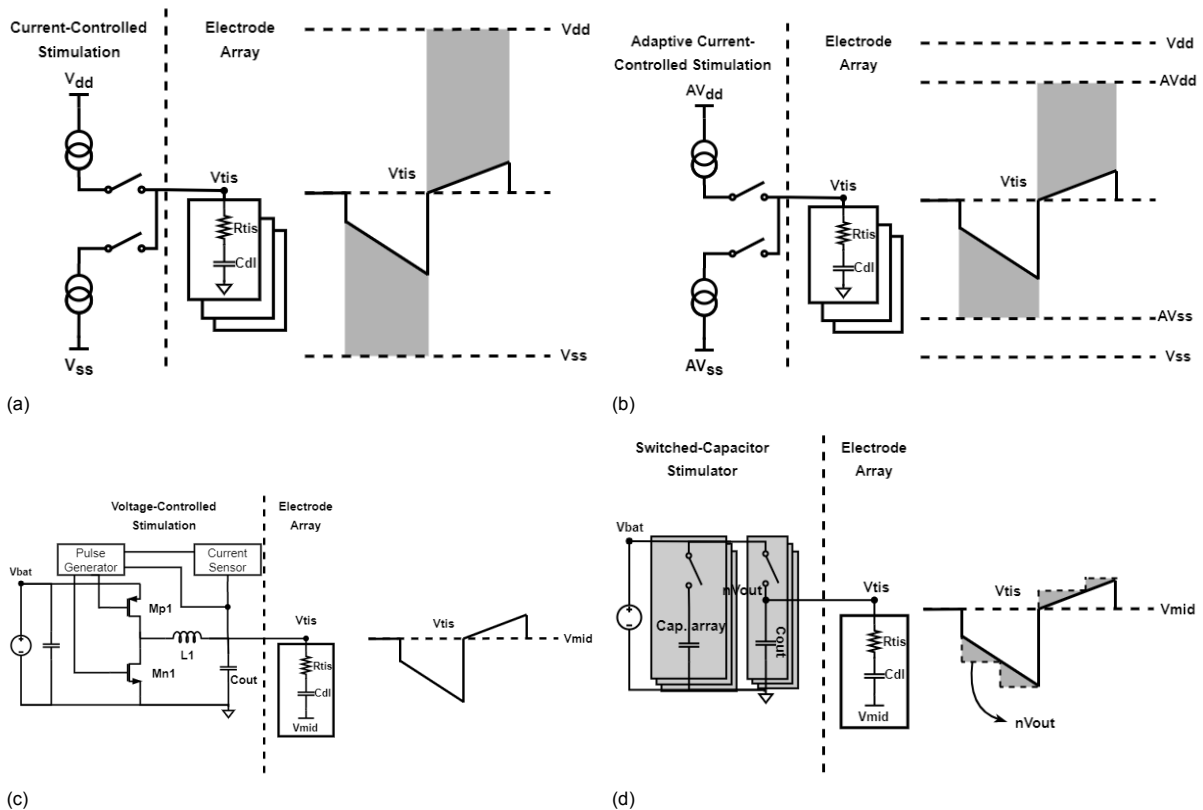 Current-Controlled
Stimulation
Electrode
Array
Vdd
Vdd
Vtis
Vtis
Rtis
Cdl
Vss
Vss
(a)
Adaptive Current-
Controlled Stimulation
Electrode
Array
Vdd
AVdd
AVdd
Vtis
Vtis
Rtis
Cdl
AVss
AVss
Vss
(b)
Voltage-Controlled
Stimulation
Electrode
Array
Pulse
Generator
Current
Sensor
Vbat
Mp1
L1
Vtis
Vtis
Vmid
Mn1
Cout
Rtis
Cdl
Vmid
(c)
Switched-Capacitor
Stimulator
Electrode
Array
Vbat
nVout
Vtis
Vtis
Vmid
Cap. array
Cout
Rtis
Cdl
Vmid
nVout
(d)